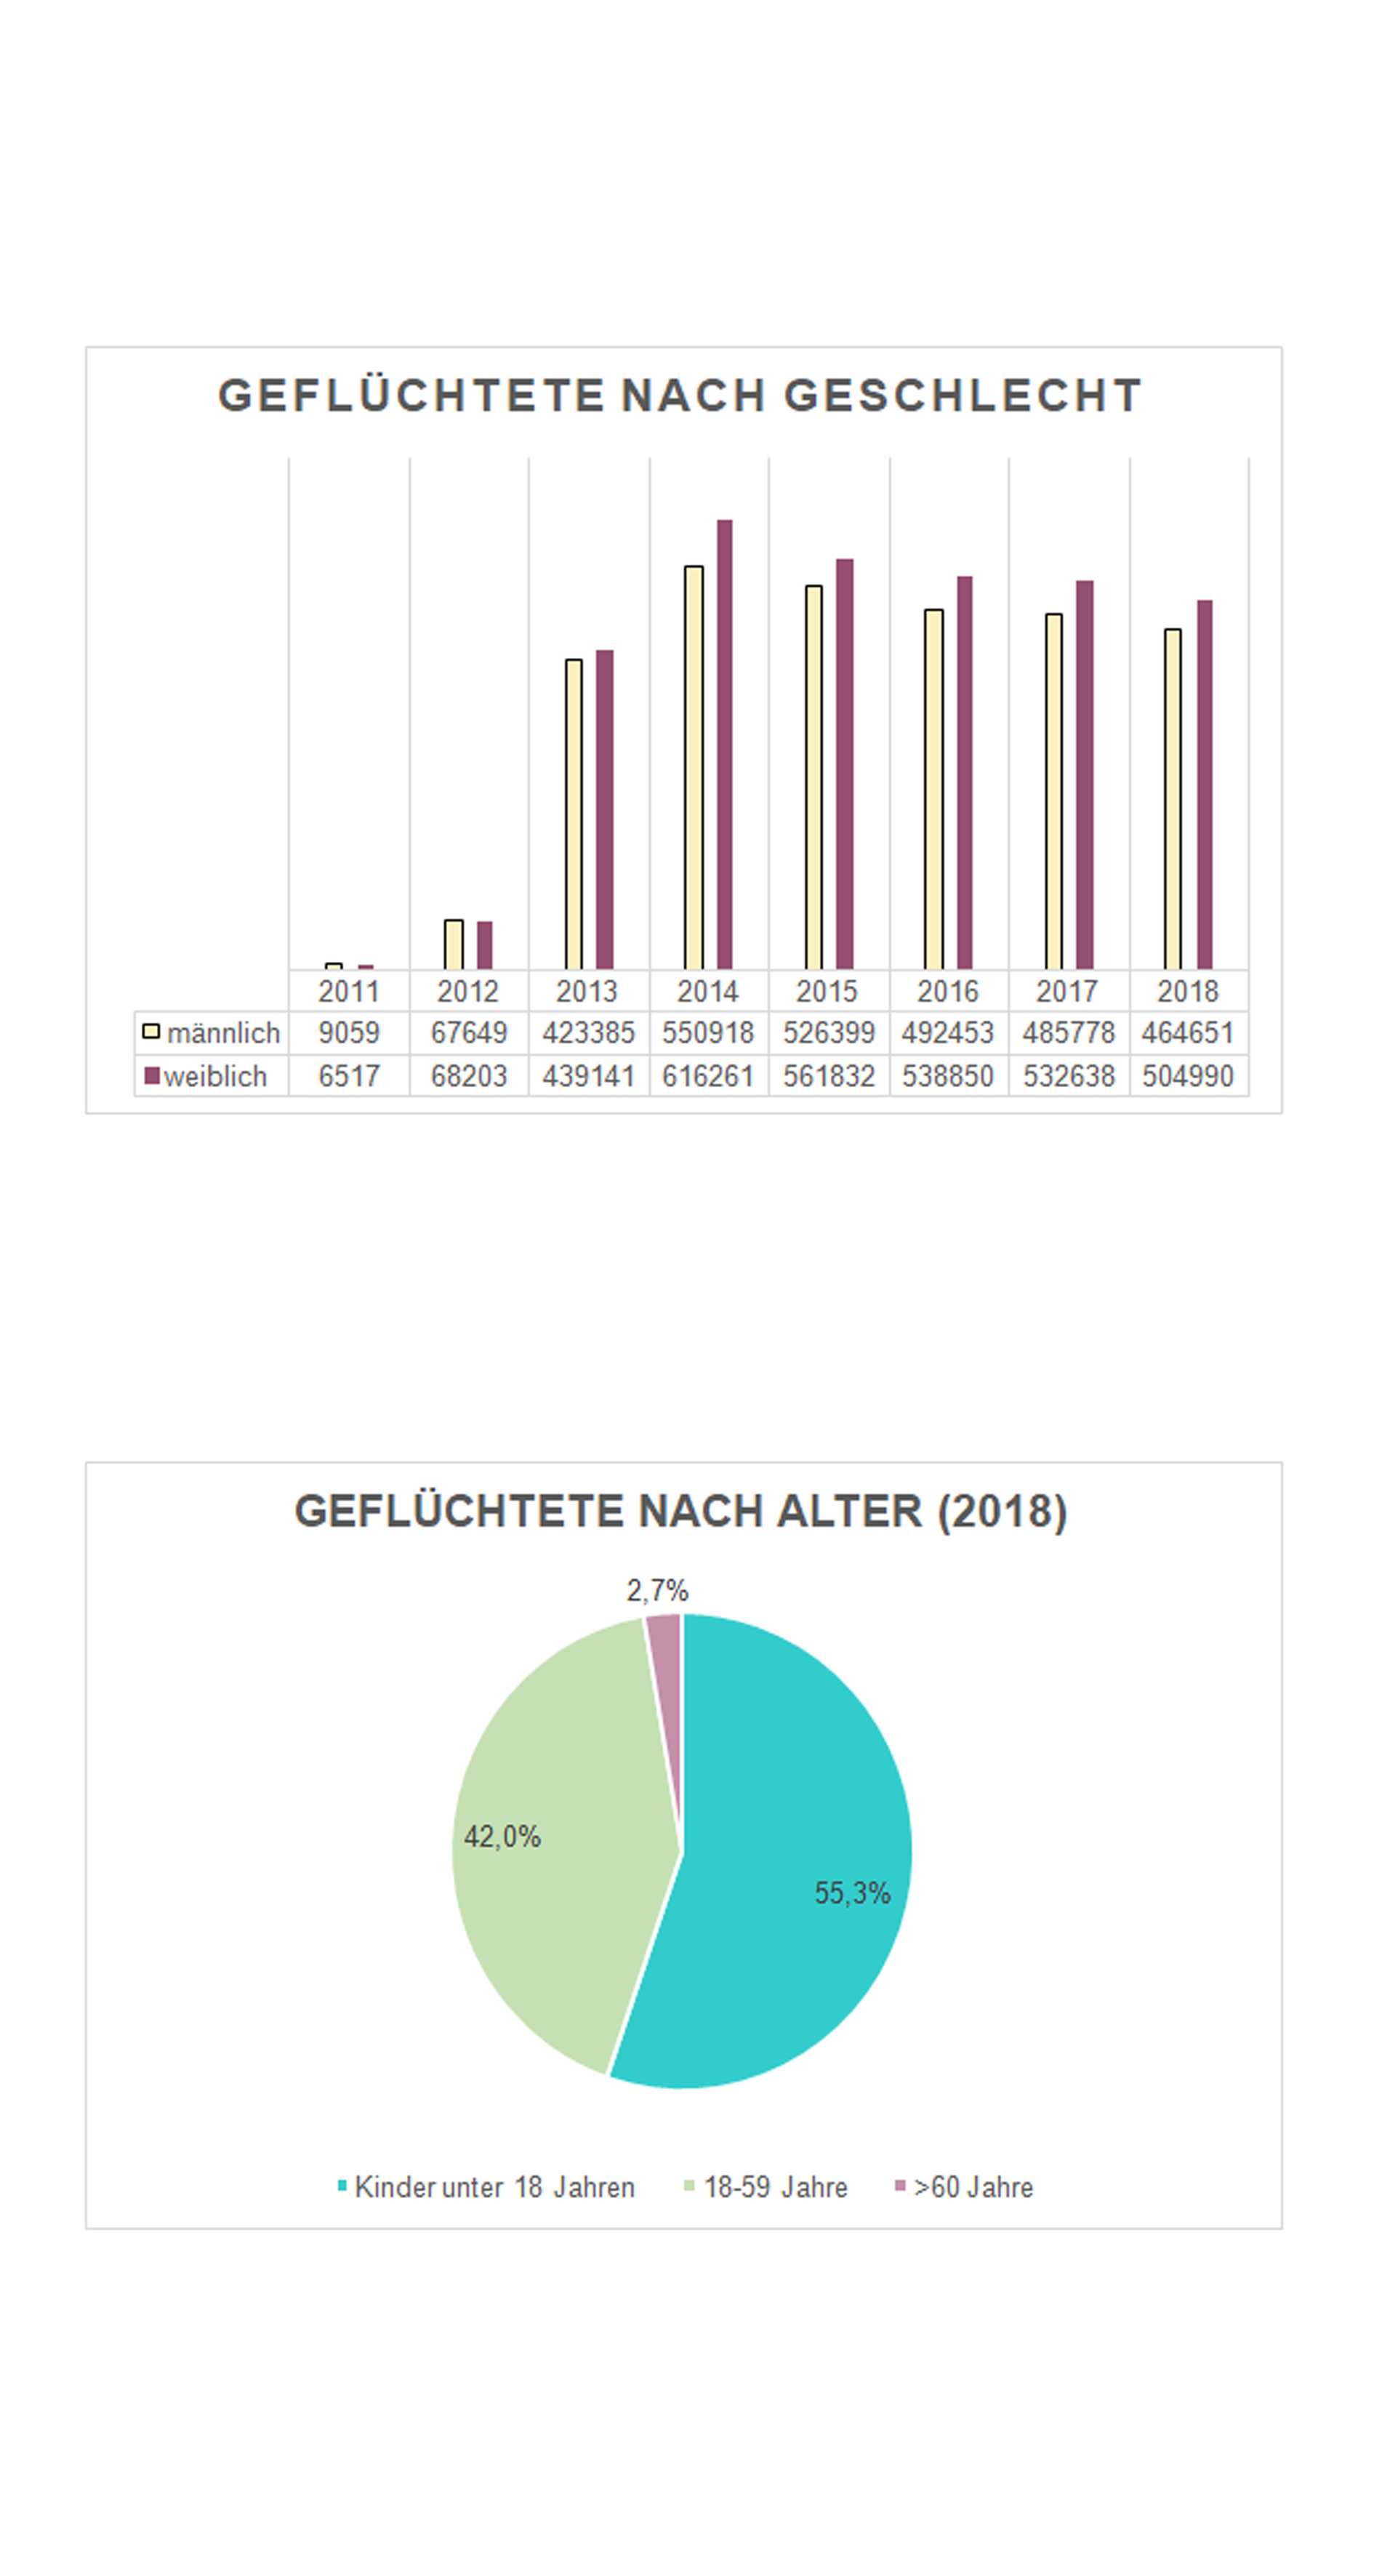 GEFLÜCHTETE NACH GESCHLECHT
2011 2012 2013 2014 2015 2016 2017 2018
männlich 9059 67649 423385 550918 526399 492453 485778 464651
weiblich 6517 68203 439141 616261 561832 538850 532638 504990
GEFLÜCHTETE NACH ALTER (2018)
2,7%
42,0%
55,3%
Kinder unter 18 Jahren 18-59 Jahre >60 Jahre